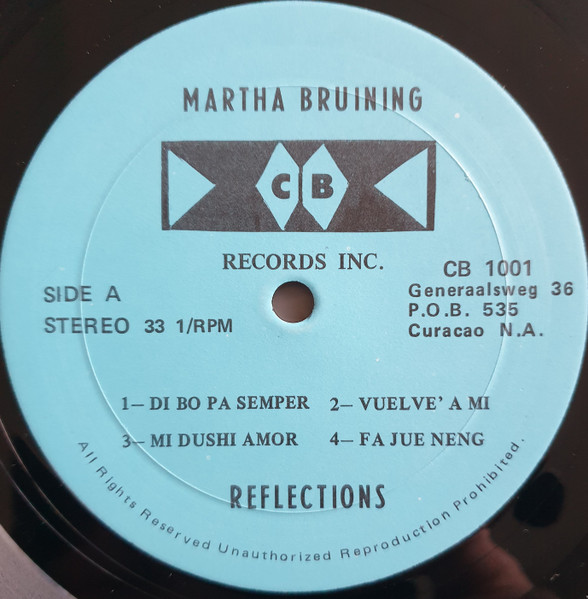 MARTHA BRUINING
CB
RECORDS INC.
SIDE A
STEREO 33 1/RPM
CB 1001
Generaalsweg 36
P.O.B. 535
Curacao N.A.
1— DI BO PA SEMPER 2— VUELVE' A MI
3— MI DUSHI AMOR 4— FA JUE NENG
REFLECTIONS
All Rights Reserved Unauthorized Reproduction Prohibited.